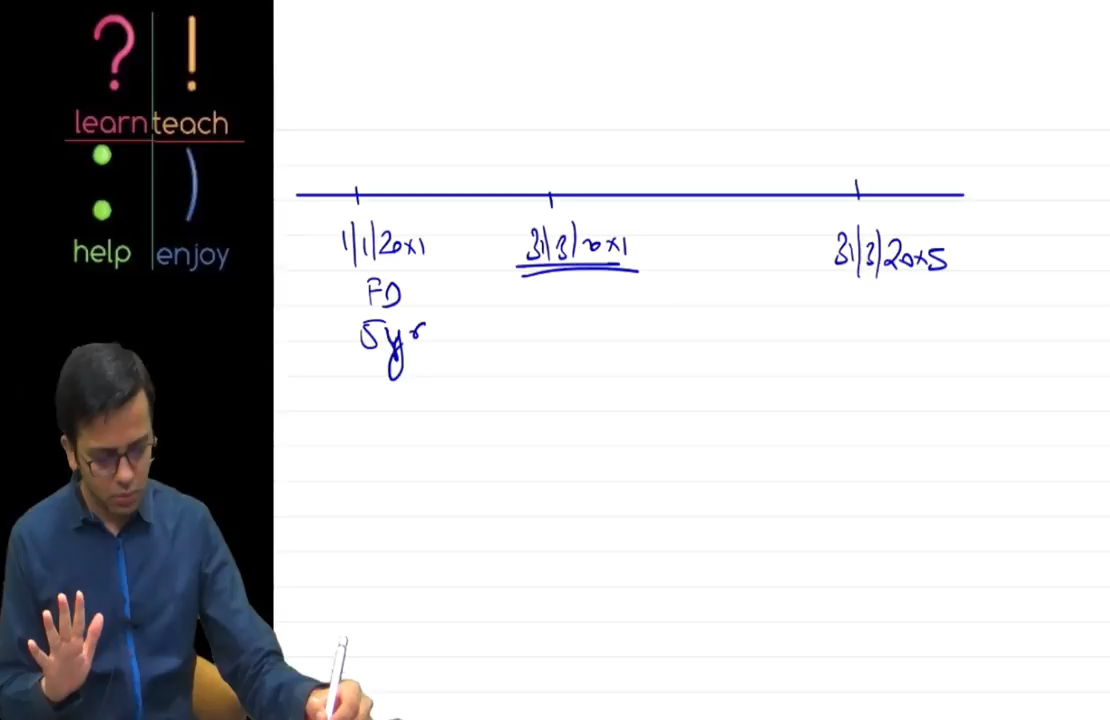 ? !
learn teach
: )
help enjoy
1/1/20x1 31/3/20x1 31/3/20x5
FD
5yr